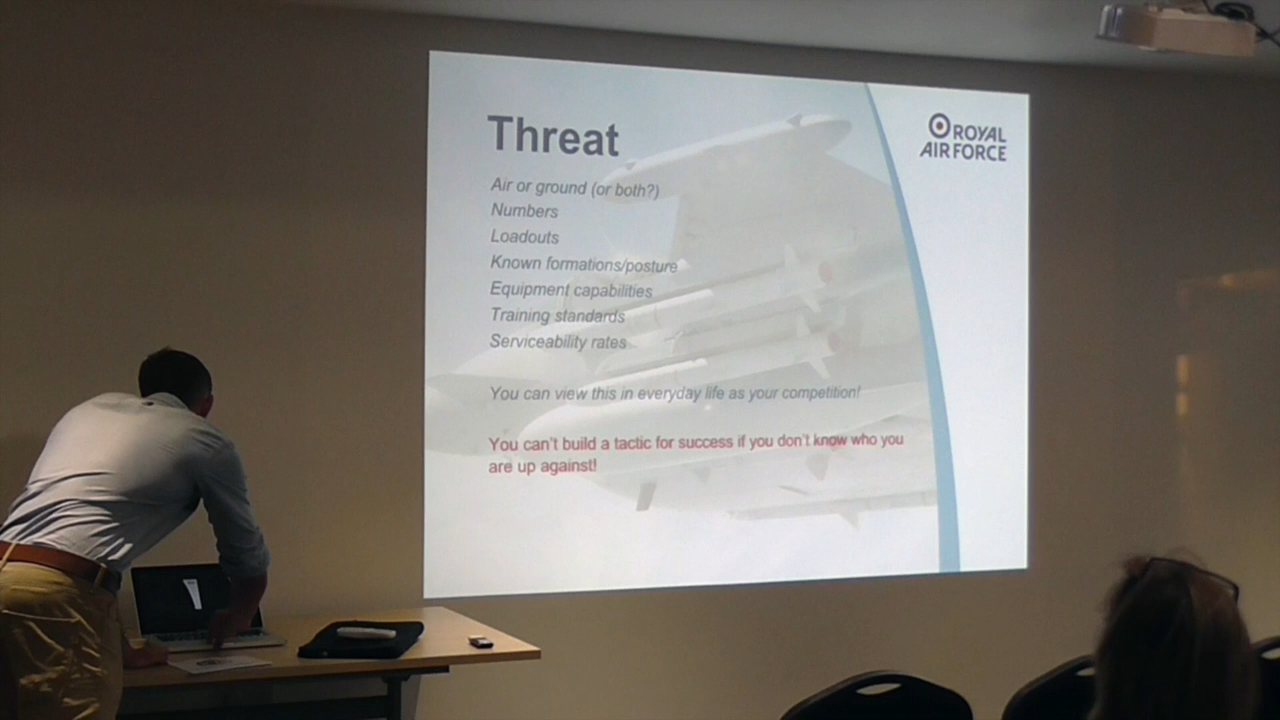 Threat
ROYAL
AIR FORCE
Air or ground (or both?)
Numbers
Loadouts
Known formations/posture
Equipment capabilities
Training standards
Serviceability rates
You can view this in everyday life as your competition!
You can't build a tactic for success if you don't know who you
are up against!